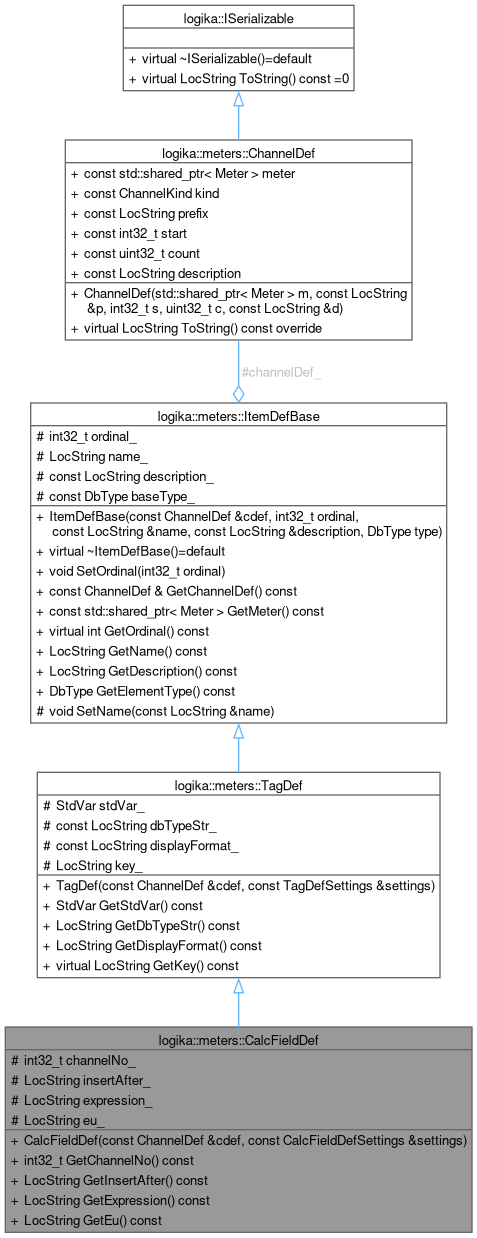 logika::ISerializable
+ virtual ~ISerializable()=default
+ virtual LocString ToString() const =0
logika::meters::ChannelDef
+ const std::shared_ptr< Meter > meter
+ const ChannelKind kind
+ const LocString prefix
+ const int32_t start
+ const uint32_t count
+ const LocString description
+ ChannelDef(std::shared_ptr< Meter > m, const LocString
&p, int32_t s, uint32_t c, const LocString &d)
+ virtual LocString ToString() const override
#channelDef_
logika::meters::ItemDefBase
# int32_t ordinal_
# LocString name_
# const LocString description_
# const DbType baseType_
+ ItemDefBase(const ChannelDef &cdef, int32_t ordinal,
const LocString &name, const LocString &description, DbType type)
+ virtual ~ItemDefBase()=default
+ void SetOrdinal(int32_t ordinal)
+ const ChannelDef & GetChannelDef() const
+ const std::shared_ptr< Meter > GetMeter() const
+ virtual int GetOrdinal() const
+ LocString GetName() const
+ LocString GetDescription() const
+ DbType GetElementType() const
# void SetName(const LocString &name)
logika::meters::TagDef
# StdVar stdVar_
# const LocString dbTypeStr_
# const LocString displayFormat_
# LocString key_
+ TagDef(const ChannelDef &cdef, const TagDefSettings &settings)
+ StdVar GetStdVar() const
+ LocString GetDbTypeStr() const
+ LocString GetDisplayFormat() const
+ virtual LocString GetKey() const
logika::meters::CalcFieldDef
# int32_t channelNo_
# LocString insertAfter_
# LocString expression_
# LocString eu_
+ CalcFieldDef(const ChannelDef &cdef, const CalcFieldDefSettings &settings)
+ int32_t GetChannelNo() const
+ LocString GetInsertAfter() const
+ LocString GetExpression() const
+ LocString GetEu() const